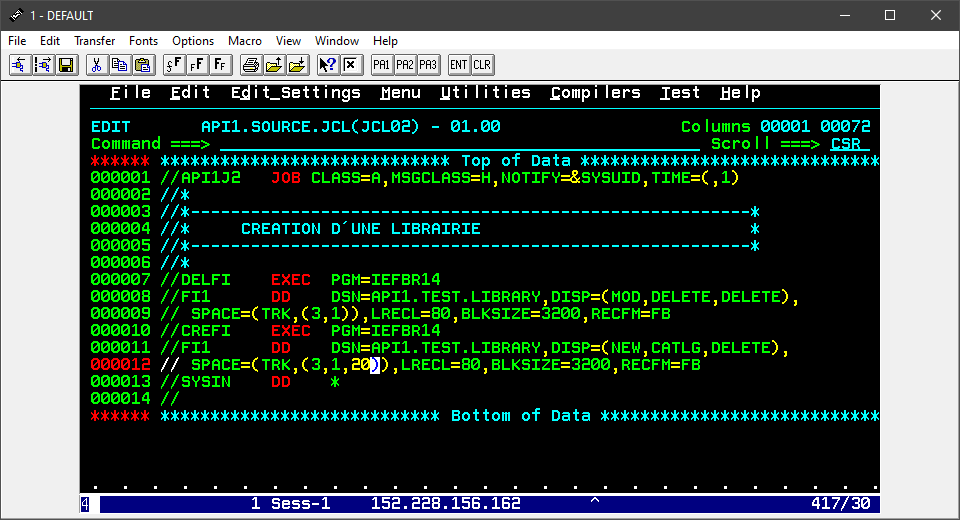 1 - DEFAULT
File Edit Transfer Fonts Options Macro View Window Help
PA1 PA2 PA3 ENT CLR
File Edit Edit_Settings Menu Utilities Compilers Test Help
EDIT       API1.SOURCE.JCL(JCL02) - 01.00                  Columns 00001 00072
Command ===>                                                  Scroll ===> CSR
****** ***************************** Top of Data ******************************
000001 //API1J2   JOB CLASS=A,MSGCLASS=H,NOTIFY=&SYSUID,TIME=(,1)
000002 //*
000003 //*--------------------------------------------------------*
000004 //*     CREATION D´UNE LIBRAIRIE                           *
000005 //*--------------------------------------------------------*
000006 //*
000007 //DELFI    EXEC  PGM=IEFBR14
000008 //FI1      DD    DSN=API1.TEST.LIBRARY,DISP=(MOD,DELETE,DELETE),
000009 // SPACE=(TRK,(3,1)),LRECL=80,BLKSIZE=3200,RECFM=FB
000010 //CREFI    EXEC  PGM=IEFBR14
000011 //FI1      DD    DSN=API1.TEST.LIBRARY,DISP=(NEW,CATLG,DELETE),
000012 // SPACE=(TRK,(3,1,20)),LRECL=80,BLKSIZE=3200,RECFM=FB
000013 //SYSIN    DD    *
000014 //
****** **************************** Bottom of Data ****************************
. . . . . . . . . . . . . . . . . . . . . . . . . . .
4 1 Sess-1 152.228.156.162 ^ 417/30